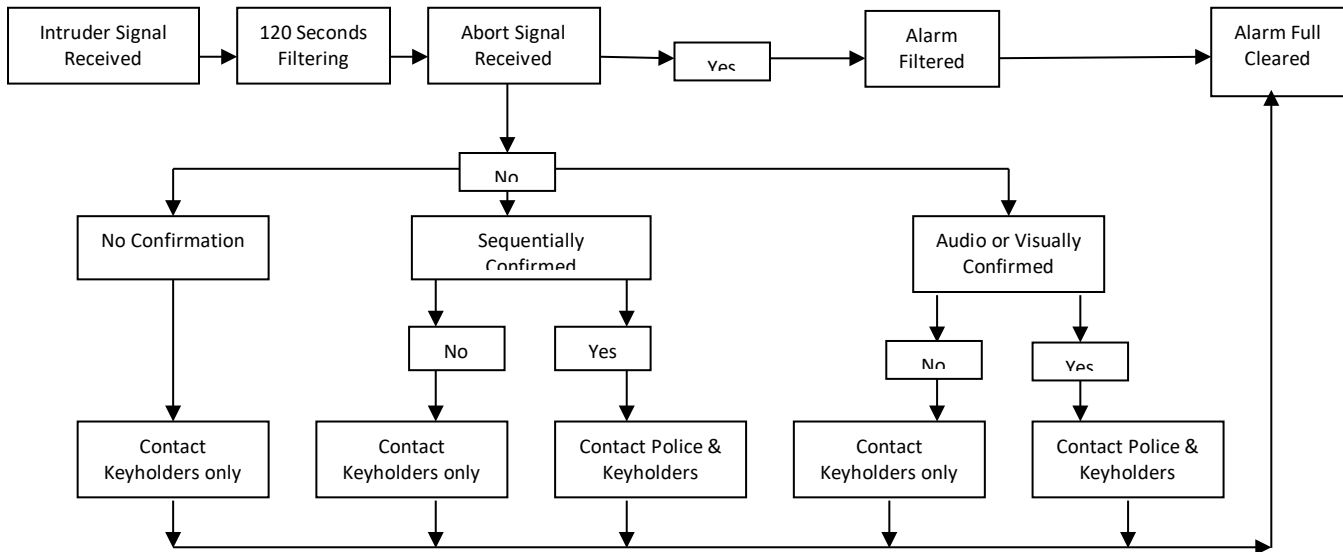 Intruder Signal
Received
120 Seconds
Filtering
Abort Signal
Received
Yes
Alarm
Filtered
Alarm Full
Cleared
No
No Confirmation
Sequentially
Confirmed
Audio or Visually
Confirmed
No
Yes
No
Yes
Contact
Keyholders only
Contact
Keyholders only
Contact Police &
Keyholders
Contact
Keyholders only
Contact Police &
Keyholders